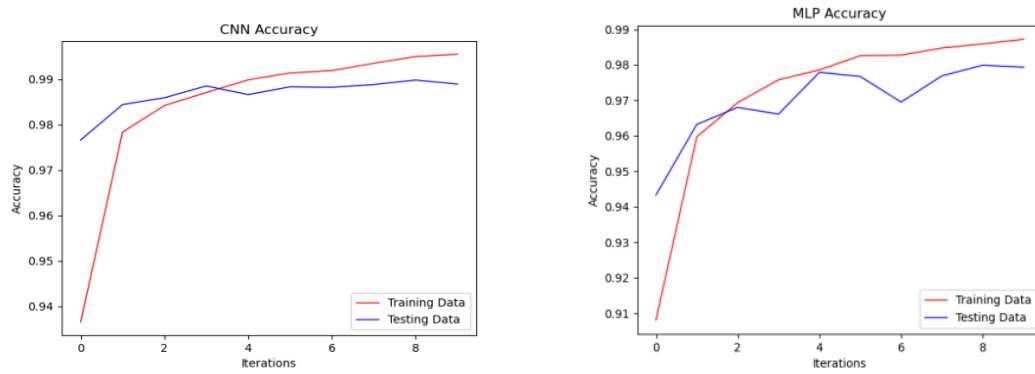 CNN Accuracy
0.99
0.98
0.97
0.96
0.95
0.94
Accuracy
0
2
4
6
8
Iterations
Training Data
Testing Data
MLP Accuracy
0.99
0.98
0.97
0.96
0.95
0.94
0.93
0.92
0.91
Accuracy
0
2
4
6
8
Iterations
Training Data
Testing Data